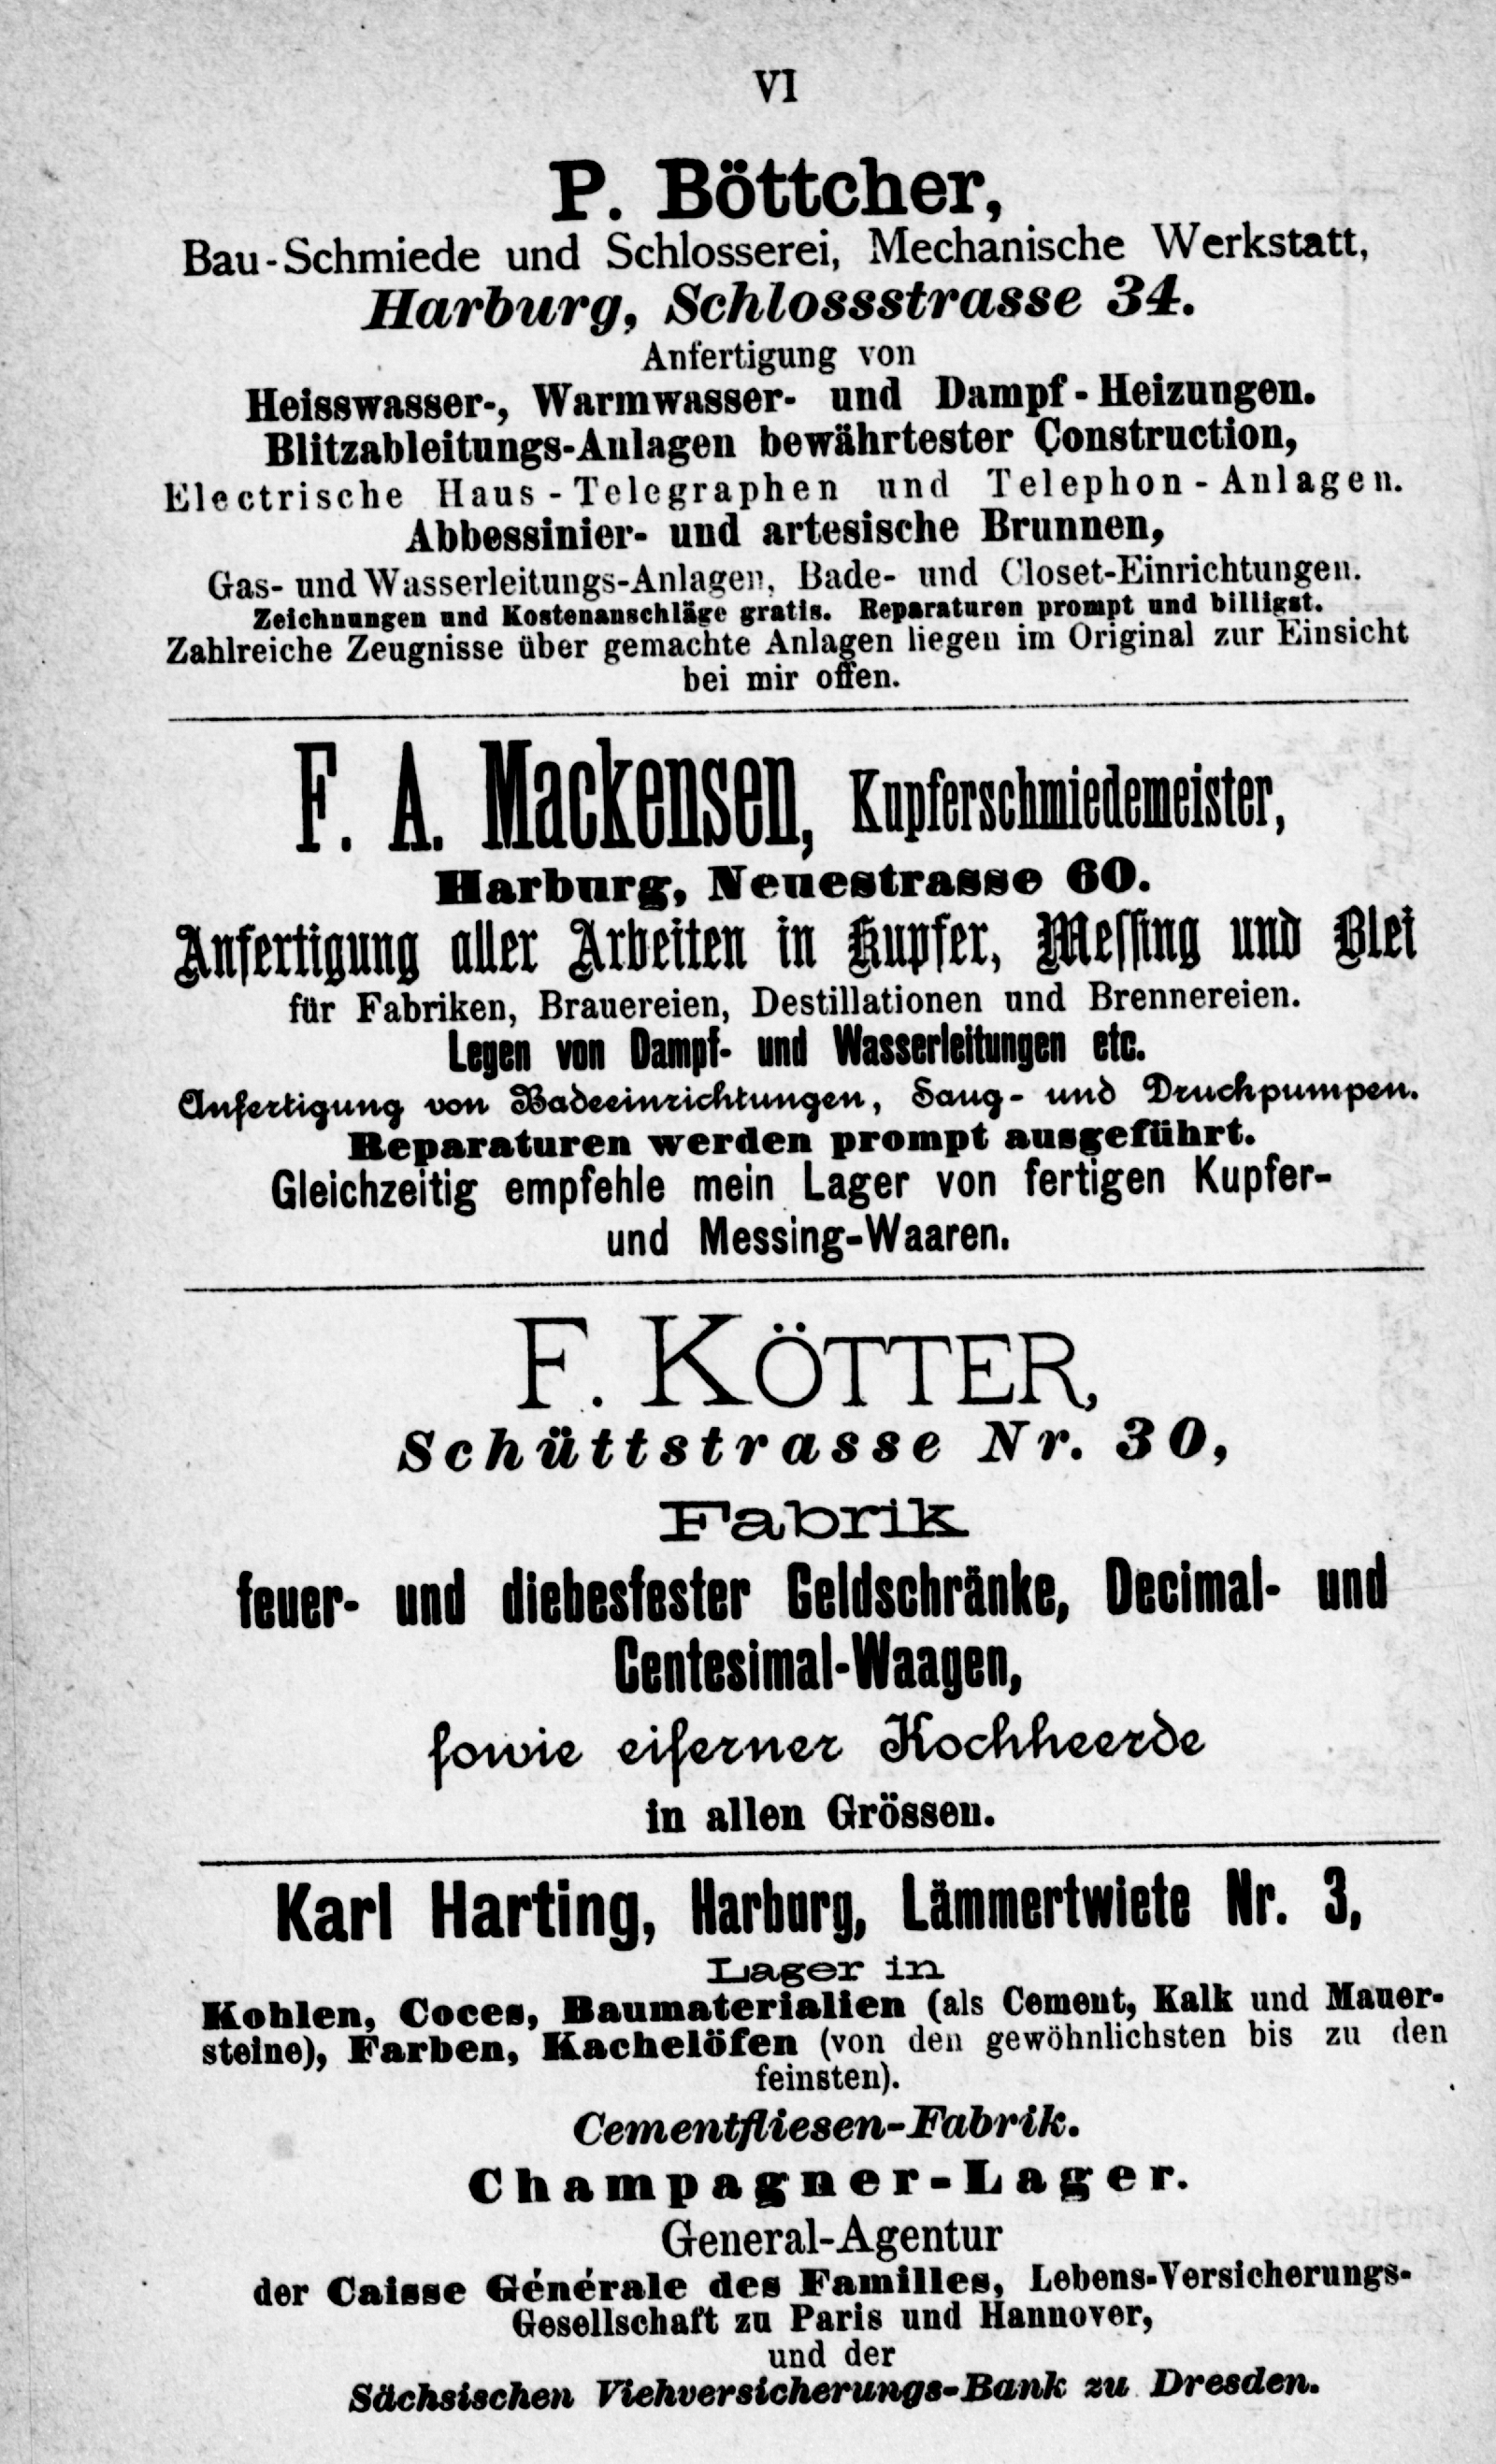 VI
P. Böttcher,
Bau-Schmiede und Schlosserei, Mechanische Werkstatt,
Harburg, Schlossstrasse 34.
Anfertigung von
Heisswasser-, Warmwasser- und Dampf-Heizungen.
Blitzableitungs-Anlagen bewährtester Construction,
Electrische Haus-Telegraphen und Telephon-Anlagen.
Abbessinier- und artesische Brunnen,
Gas- und Wasserleitungs-Anlagen, Bade- und Closet-Einrichtungen.
Zeichnungen und Kostenanschläge gratis. Reparaturen prompt und billigst.
Zahlreiche Zeugnisse über gemachte Anlagen liegen im Original zur Einsicht
bei mir offen.
F. A. Mackensen, Kupferschmiedemeister,
Harburg, Neuestrasse 60.
Anfertigung aller Arbeiten in Kupfer, Meſſing und Blei
für Fabriken, Brauereien, Destillationen und Brennereien.
Legen von Dampf- und Wasserleitungen etc.
Anfertigung von Badeeinrichtungen, Saug- und Druckpumpen.
Reparaturen werden prompt ausgeführt.
Gleichzeitig empfehle mein Lager von fertigen Kupfer-
und Messing-Waaren.
F. KÖTTER,
Schüttstrasse Nr. 30,
Fabrik
feuer- und diebesfester Geldschränke, Decimal- und
Centesimal-Waagen,
ſowie eiſerner Kochheerde
in allen Grössen.
Karl Harting, Harburg, Lämmertwiete Nr. 3,
Lager in
Kohlen, Coces, Baumaterialien (als Cement, Kalk und Mauer-
steine), Farben, Kachelöfen (von den gewöhnlichsten bis zu den
feinsten).
Cementfliesen-Fabrik.
Champagner-Lager.
General-Agentur
der Caisse Générale des Familles, Lebens-Versicherungs-
Gesellschaft zu Paris und Hannover,
und der
Sächsischen Viehversicherungs-Bank zu Dresden.